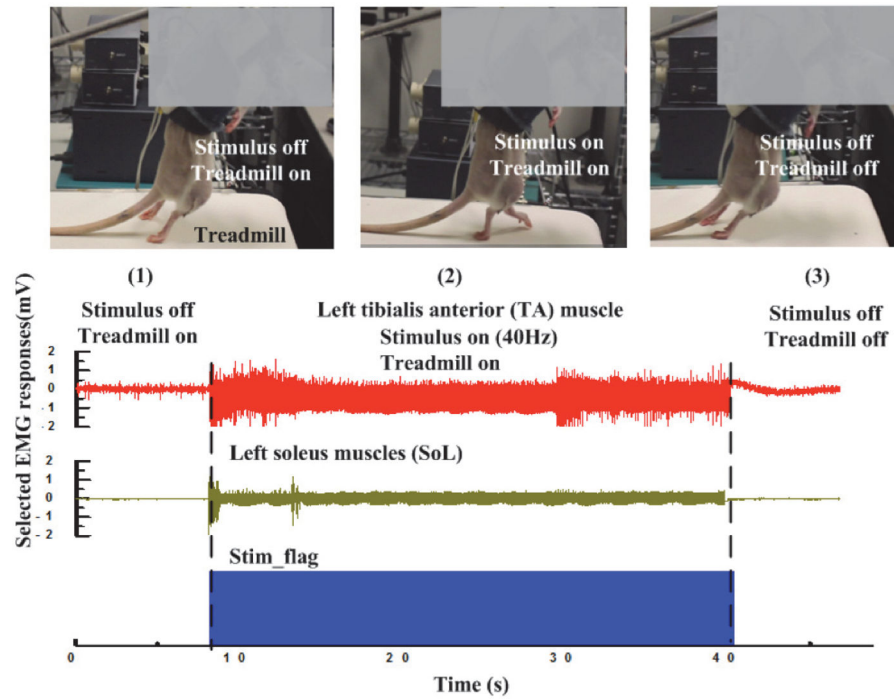 Stimulus off
Treadmill on
Treadmill
Stimulus on
Treadmill on
Stimulus off
Treadmill off
(1)
(2)
(3)
Stimulus off
Treadmill on
Left tibialis anterior (TA) muscle
Stimulus on (40Hz)
Treadmill on
Stimulus off
Treadmill off
Selected EMG responses(mV)
2
1
0
- 1
- 2
Left soleus muscles (SoL)
2
1
0
- 1
- 2
Stim_flag
0 10 20 30 40
Time (s)